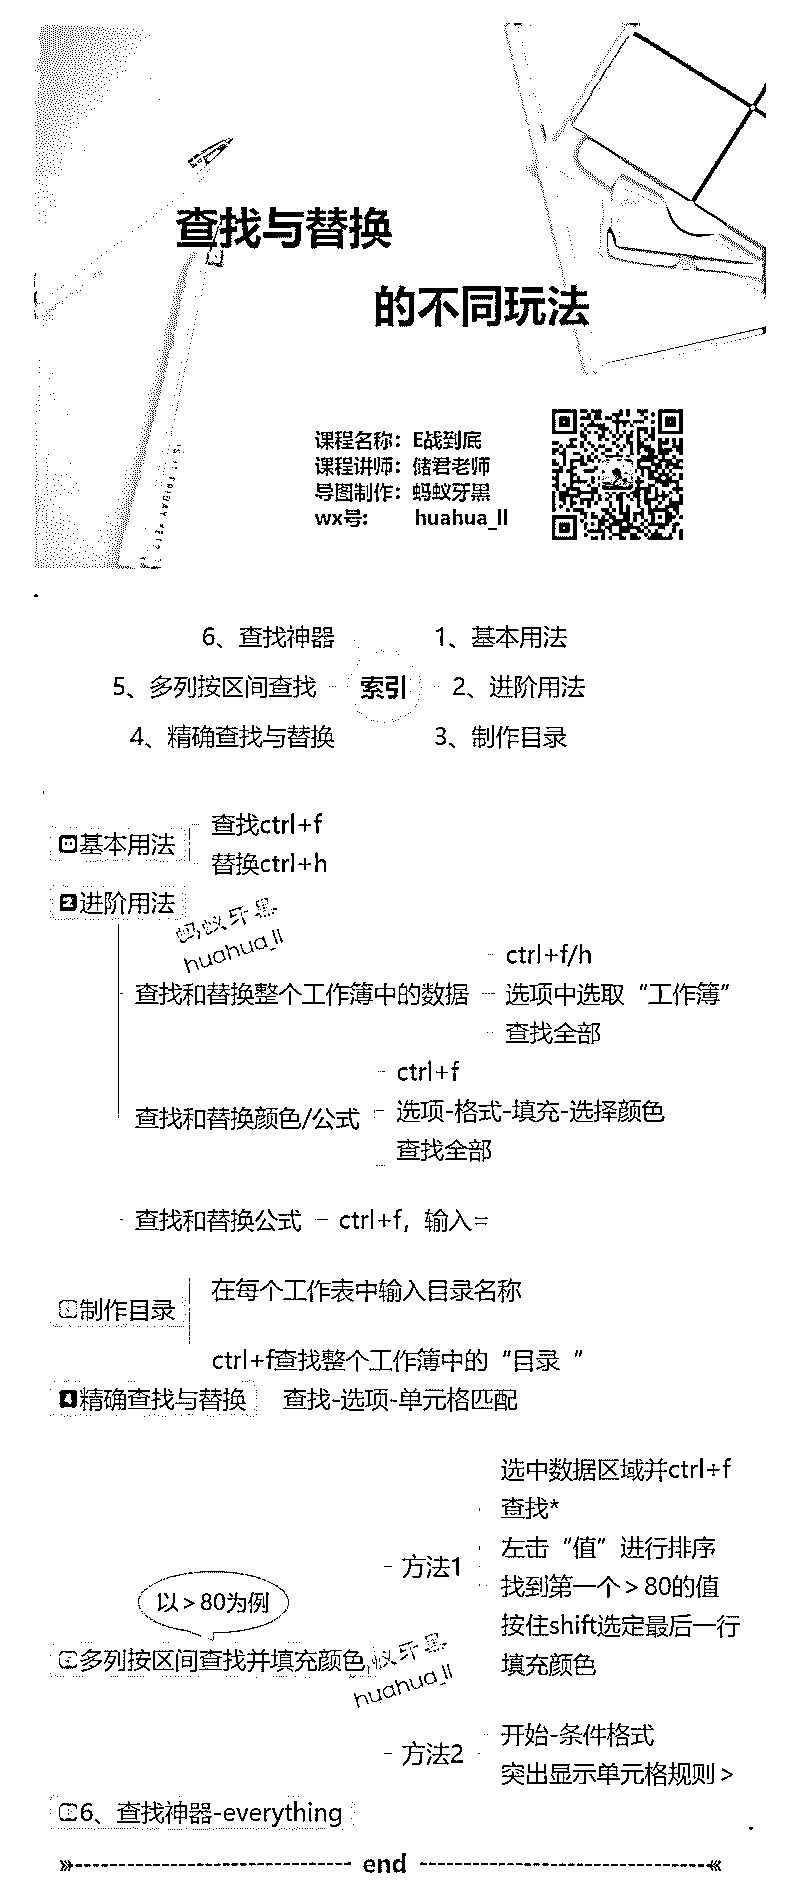 查找与替换
的不同玩法
课程名称：E战到底
课程讲师：储君老师
导图制作：蚂蚁牙黑
wx号：huahua_ll
6、查找神器
1、基本用法
5、多列按区间查找
索引
2、进阶用法
4、精确查找与替换
3、制作目录
基本用法
查找ctrl+f
替换ctrl+h
2进阶用法
蚂蚁牙黑
huahua_ll
查找和替换整个工作簿中的数据
ctrl+f/h
选项中选取“工作簿”
查找全部
查找和替换颜色/公式
ctrl+f
选项-格式-填充-选择颜色
查找全部
查找和替换公式
ctrl+f，输入=
制作目录
在每个工作表中输入目录名称
ctrl+f查找整个工作簿中的“目录 ”
4精确查找与替换
查找-选项-单元格匹配
以＞80为例
多列按区间查找并填充颜色
蚁牙黑
huahua_ll
方法1
选中数据区域并ctrl+f
查找*
左击“值”进行排序
找到第一个＞80的值
按住shift选定最后一行
填充颜色
方法2
开始-条件格式
突出显示单元格规则＞
6、查找神器-everything
end